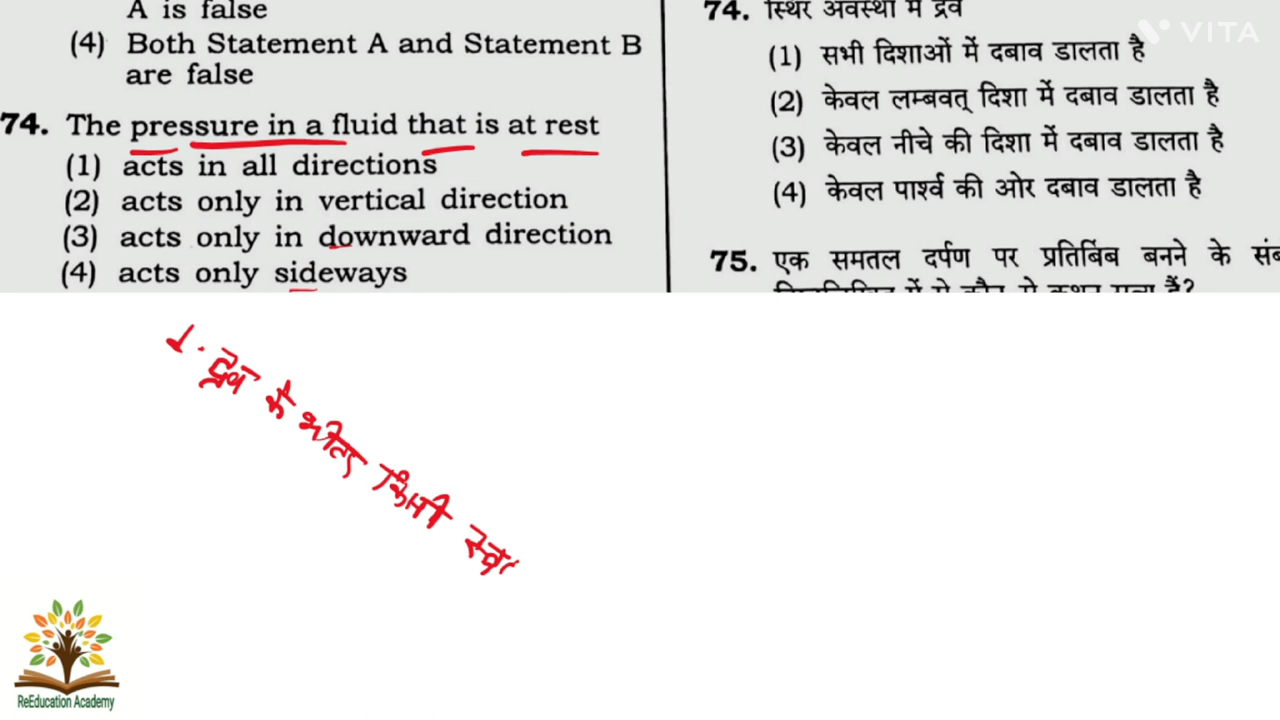 A is false
(4) Both Statement A and Statement B
are false
74. The pressure in a fluid that is at rest
(1) acts in all directions
(2) acts only in vertical direction
(3) acts only in downward direction
(4) acts only sideways
74. स्थिर अवस्था में द्रव
(1) सभी दिशाओं में दबाव डालता है
(2) केवल लम्बवत् दिशा में दबाव डालता है
(3) केवल नीचे की दिशा में दबाव डालता है
(4) केवल पार्श्व की ओर दबाव डालता है
75. एक समतल दर्पण पर प्रतिबिंब बनने के
VITA
1. द्रव के भीतर किसी
ReEducation Academy